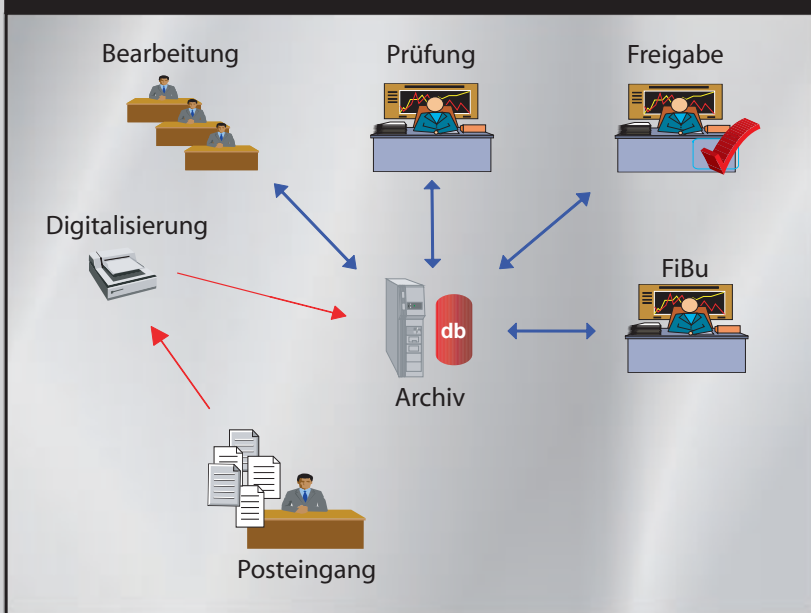 Bearbeitung
Prüfung
Freigabe
Digitalisierung
FiBu
db
Archiv
Posteingang